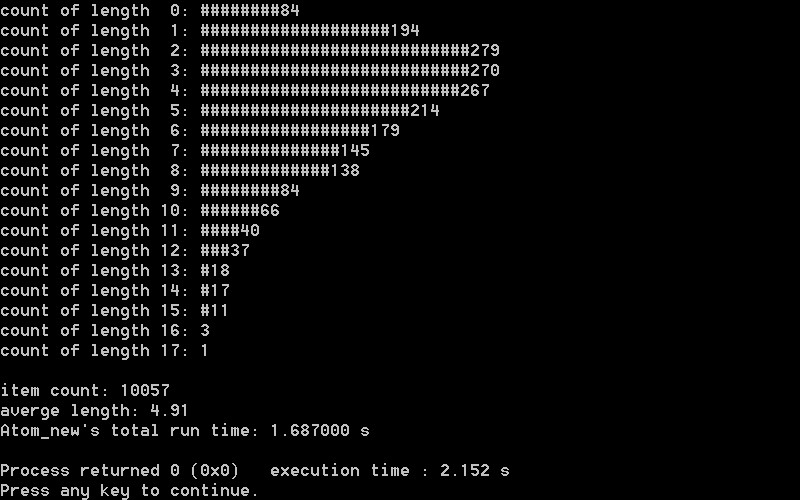 count of length  0: ########84
count of length  1: ###################194
count of length  2: ###########################279
count of length  3: ###########################270
count of length  4: ##########################267
count of length  5: #####################214
count of length  6: #################179
count of length  7: ##############145
count of length  8: #############138
count of length  9: ########84
count of length 10: ######66
count of length 11: ####40
count of length 12: ###37
count of length 13: #18
count of length 14: #17
count of length 15: #11
count of length 16: 3
count of length 17: 1
item count: 10057
averge length: 4.91
Atom_new's total run time: 1.687000 s
Process returned 0 (0x0)   execution time : 2.152 s
Press any key to continue.